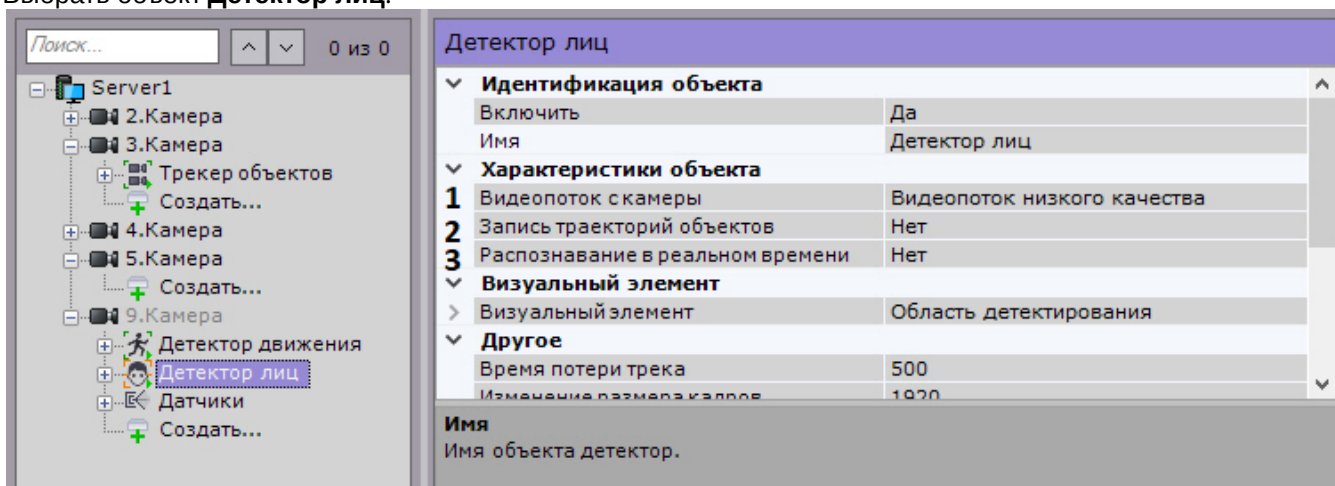 Выбрать объект Детектор лиц.
Поиск...
0 из 0
Server1
2.Камера
3.Камера
Трекер объектов
Создать...
4.Камера
5.Камера
Создать...
9.Камера
Детектор движения
Детектор лиц
Датчики
Создать...
Детектор лиц
Идентификация объекта
Включить Да
Имя Детектор лиц
Характеристики объекта
1 Видеопоток с камеры Видеопоток низкого качества
2 Запись траекторий объектов Нет
3 Распознавание в реальном времени Нет
Визуальный элемент
Визуальный элемент Область детектирования
Другое
Время потери трека 500
Изменение размера кадров 1920
Имя
Имя объекта детектор.